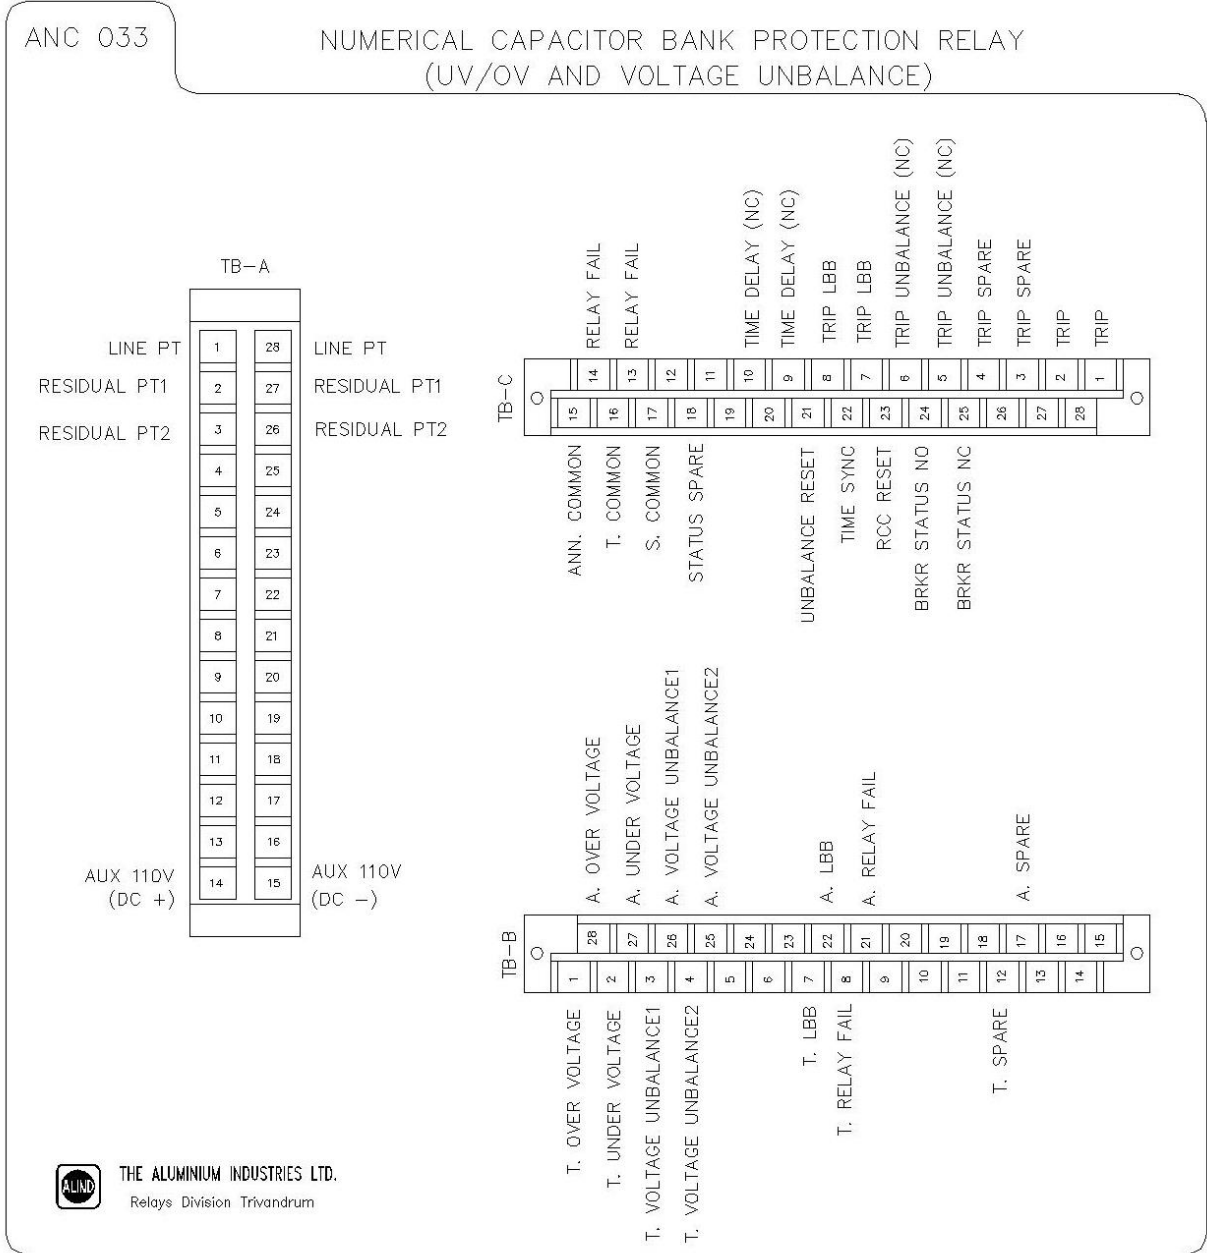 ANC 033
NUMERICAL CAPACITOR BANK PROTECTION RELAY
(UV/OV AND VOLTAGE UNBALANCE)
TB-A
LINE PT 1 28 LINE PT
RESIDUAL PT1 2 27 RESIDUAL PT1
RESIDUAL PT2 3 26 RESIDUAL PT2
4 25
5 24
6 23
7 22
8 21
9 20
10 19
11 18
12 17
13 16
AUX 110V 14 15 AUX 110V
(DC +) (DC -)
TB-C
RELAY FAIL
RELAY FAIL
TIME DELAY (NC)
TIME DELAY (NC)
TRIP LBB
TRIP LBB
TRIP UNBALANCE (NC)
TRIP UNBALANCE (NC)
TRIP SPARE
TRIP SPARE
TRIP
TRIP
14 13 12 11 10 9 8 7 6 5 4 3 2 1
15 16 17 18 19 20 21 22 23 24 25 26 27 28
ANN. COMMON
T. COMMON
S. COMMON
STATUS SPARE
UNBALANCE RESET
TIME SYNC
RCC RESET
BRKR STATUS NO
BRKR STATUS NC
TB-B
A. OVER VOLTAGE
A. UNDER VOLTAGE
A. VOLTAGE UNBALANCE1
A. VOLTAGE UNBALANCE2
A. LBB
A. RELAY FAIL
A. SPARE
28 27 26 25 24 23 22 21 20 19 18 17 16 15
1 2 3 4 5 6 7 8 9 10 11 12 13 14
T. OVER VOLTAGE
T. UNDER VOLTAGE
T. VOLTAGE UNBALANCE1
T. VOLTAGE UNBALANCE2
T. LBB
T. RELAY FAIL
T. SPARE
ALIND
THE ALUMINIUM INDUSTRIES LTD.
Relays Division Trivandrum